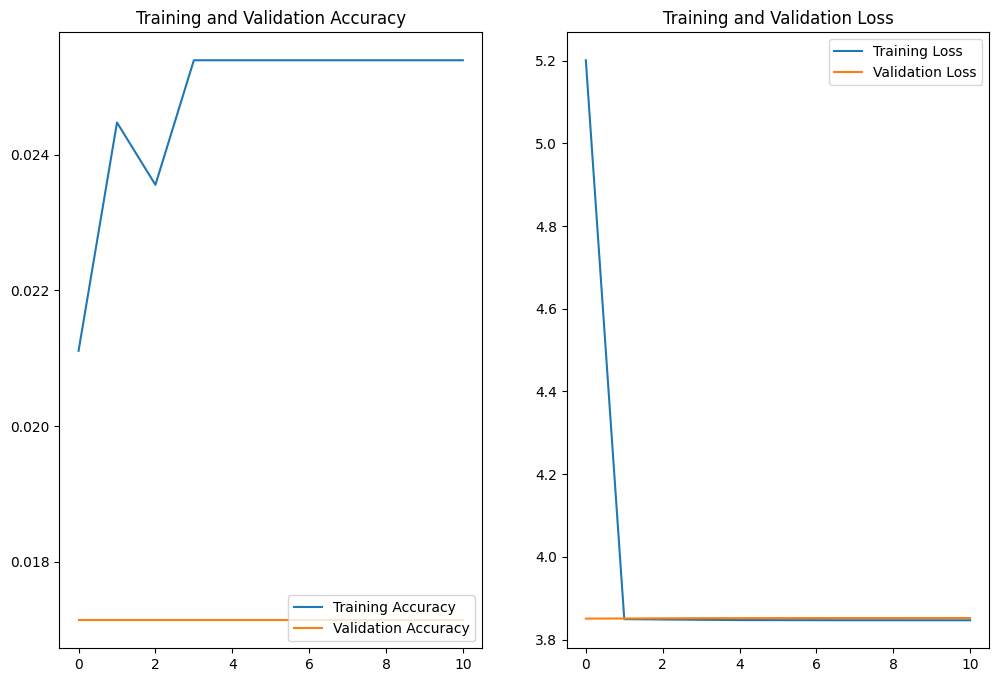 Training and Validation Accuracy
0.024
0.022
0.020
0.018
Training Accuracy
Validation Accuracy
0 2 4 6 8 10
Training and Validation Loss
5.2
5.0
4.8
4.6
4.4
4.2
4.0
3.8
Training Loss
Validation Loss
0 2 4 6 8 10